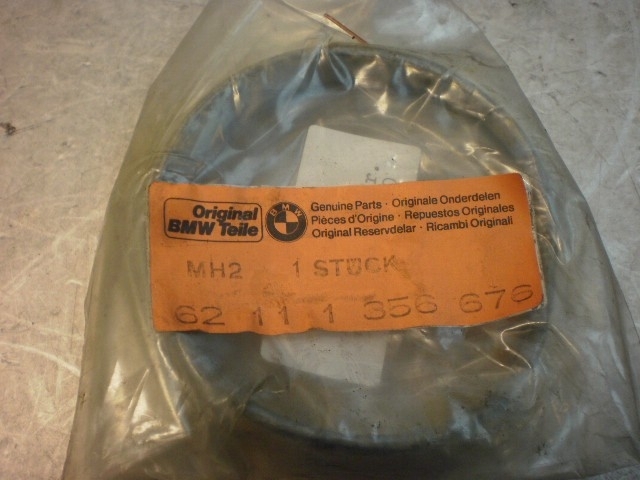 Original
BMW Teile
BMW
Genuine Parts · Originale Onderdelen
Pièces d'Origine · Repuestos Originales
Original Reservdelar · Ricambi Originali
MH2 1 STÜCK
62 11 1 356 676